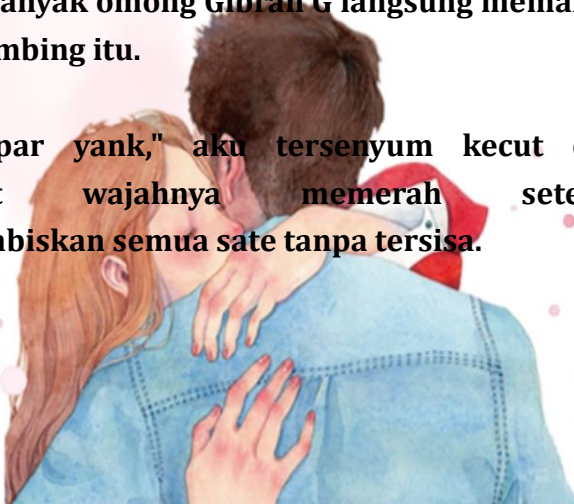 anyak omong Gibran G langsung mema
mbing itu.
par yank," aku tersenyum kecut
t wajahnya memerah sete
biskan semua sate tanpa tersisa.